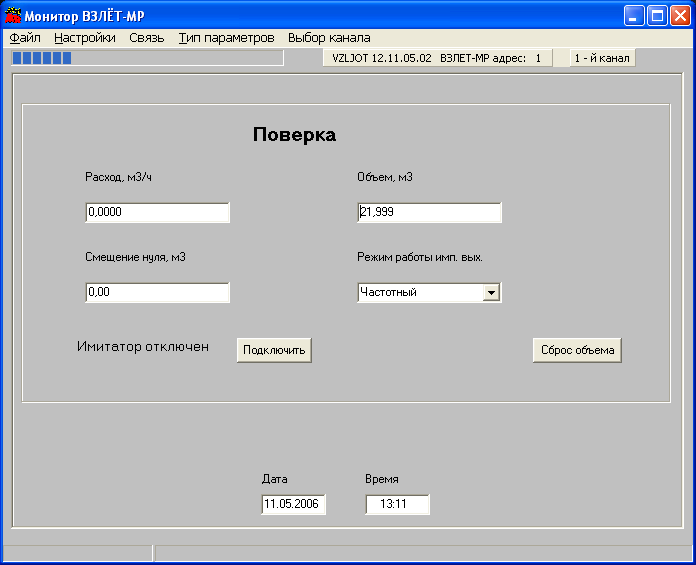 Монитор ВЗЛЁТ-МР
Файл Настройки Связь Тип параметров Выбор канала
VZLJOT 12.11.05.02 ВЗЛЕТ-МР адрес: 1 1 - й канал
Поверка
Расход, м3/ч Объем, м3
0,0000 21,999
Смещение нуля, м3 Режим работы имп. вых.
0,00 Частотный
Имитатор отключен Подключить Сброс объема
Дата Время
11.05.2006 13:11